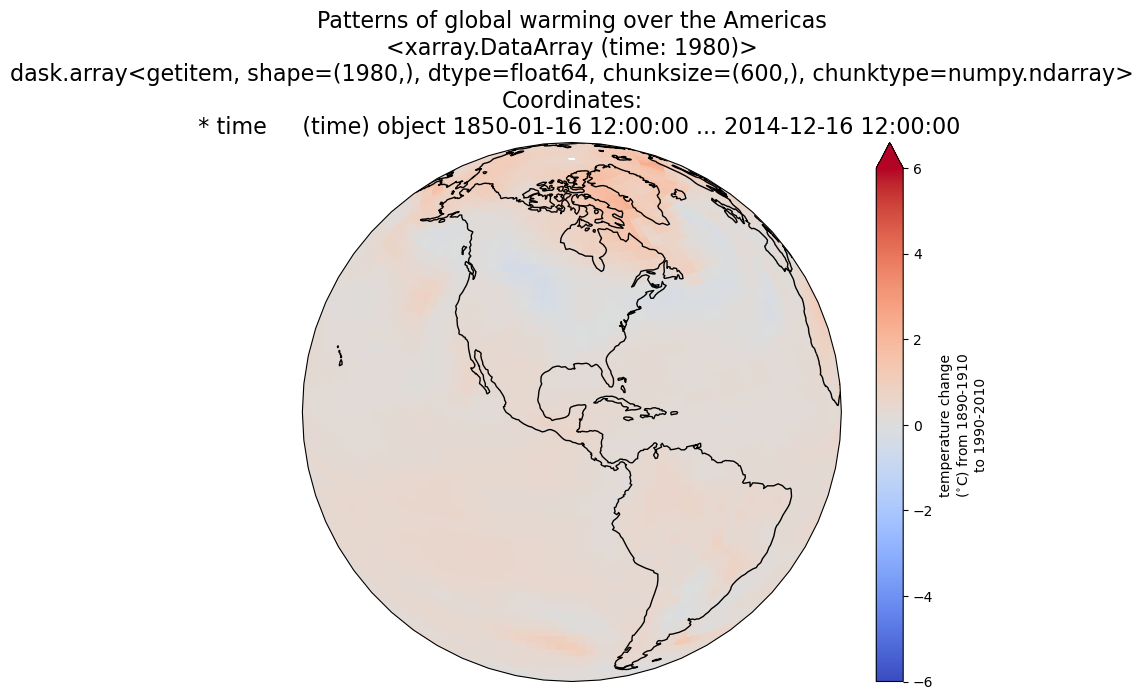 Patterns of global warming over the Americas
<xarray.DataArray (time: 1980)>
dask.array<getitem, shape=(1980,), dtype=float64, chunksize=(600,), chunktype=numpy.ndarray>
Coordinates:
* time     (time) object 1850-01-16 12:00:00 ... 2014-12-16 12:00:00
6
4
2
0
−2
−4
−6
temperature change
(°C) from 1890-1910
to 1990-2010